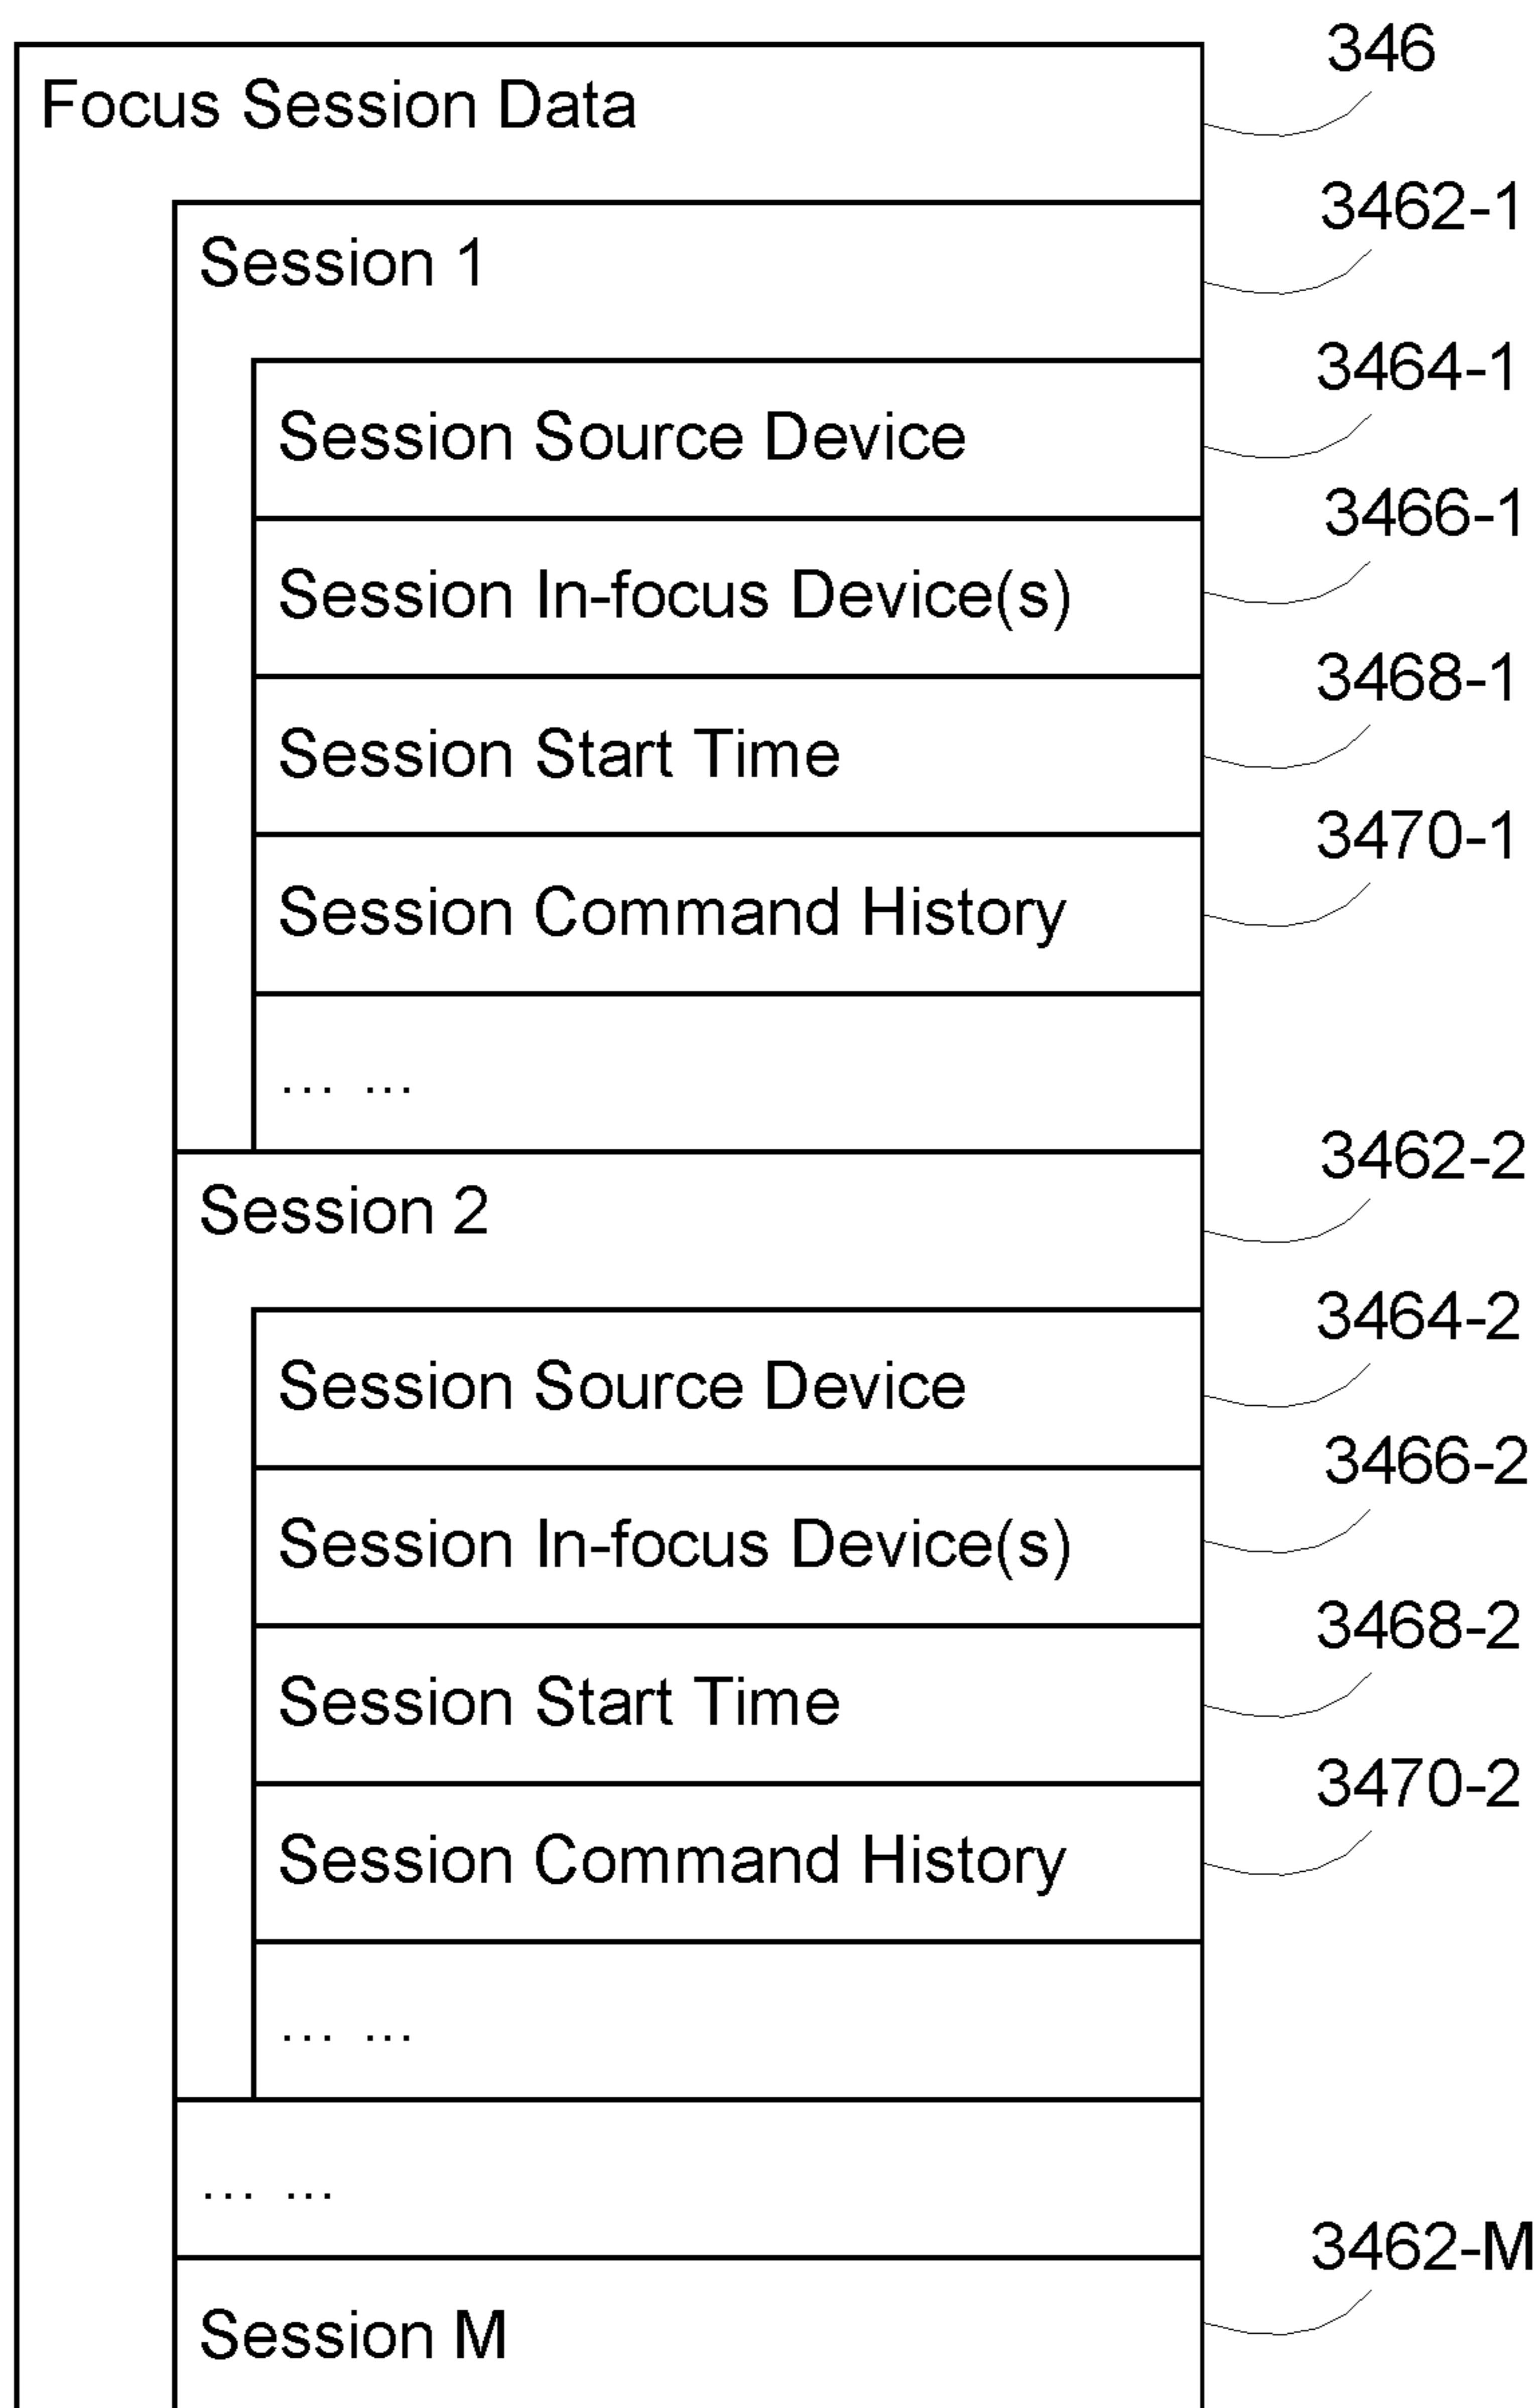 Focus Session Data
346
Session 1
3462-1
Session Source Device
3464-1
Session In-focus Device(s)
3466-1
Session Start Time
3468-1
Session Command History
3470-1
... ...
Session 2
3462-2
Session Source Device
3464-2
Session In-focus Device(s)
3466-2
Session Start Time
3468-2
Session Command History
3470-2
... ...
... ...
Session M
3462-M